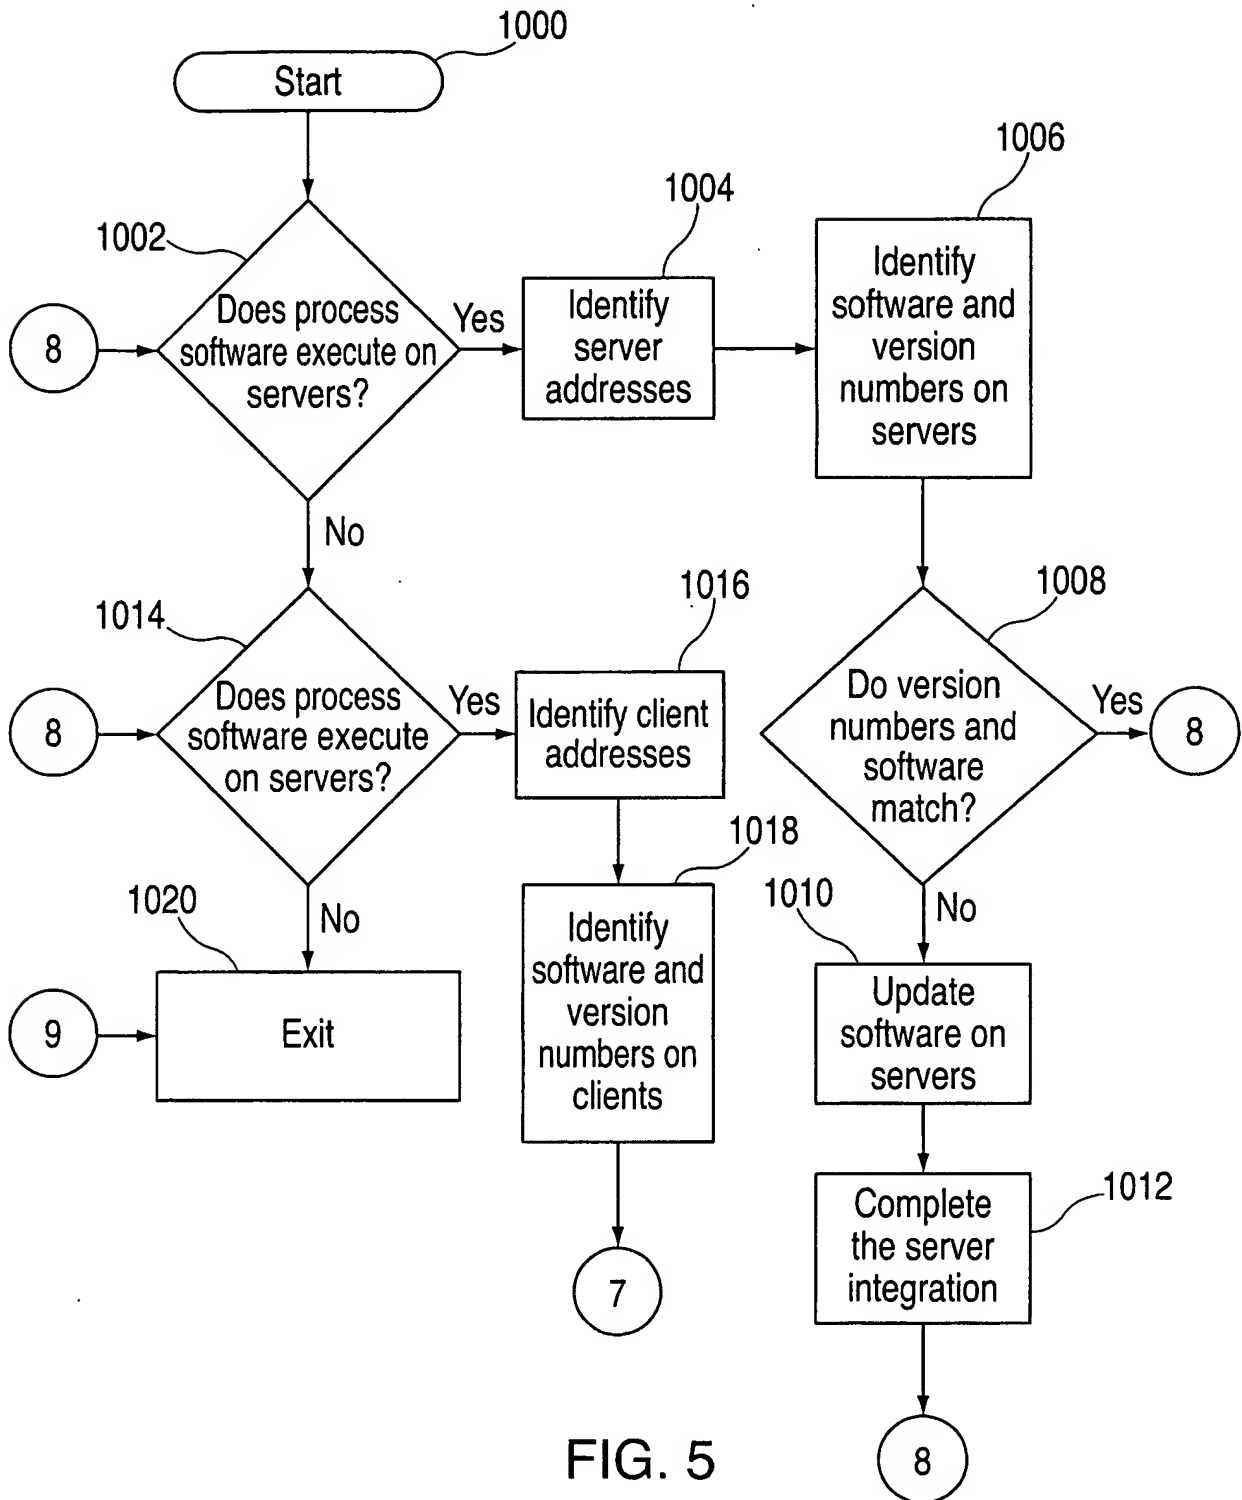 1000
Start
1002
8
Does process
software execute on
servers?
Yes
1004
Identify
server
addresses
1006
Identify
software and
version
numbers on
servers
No
1014
8
Does process
software execute
on servers?
Yes
1016
Identify client
addresses
1008
Do version
numbers and
software
match?
Yes
8
1018
Identify
software and
version
numbers on
clients
7
No
1020
9
Exit
No
1010
Update
software on
servers
1012
Complete
the server
integration
8
FIG. 5